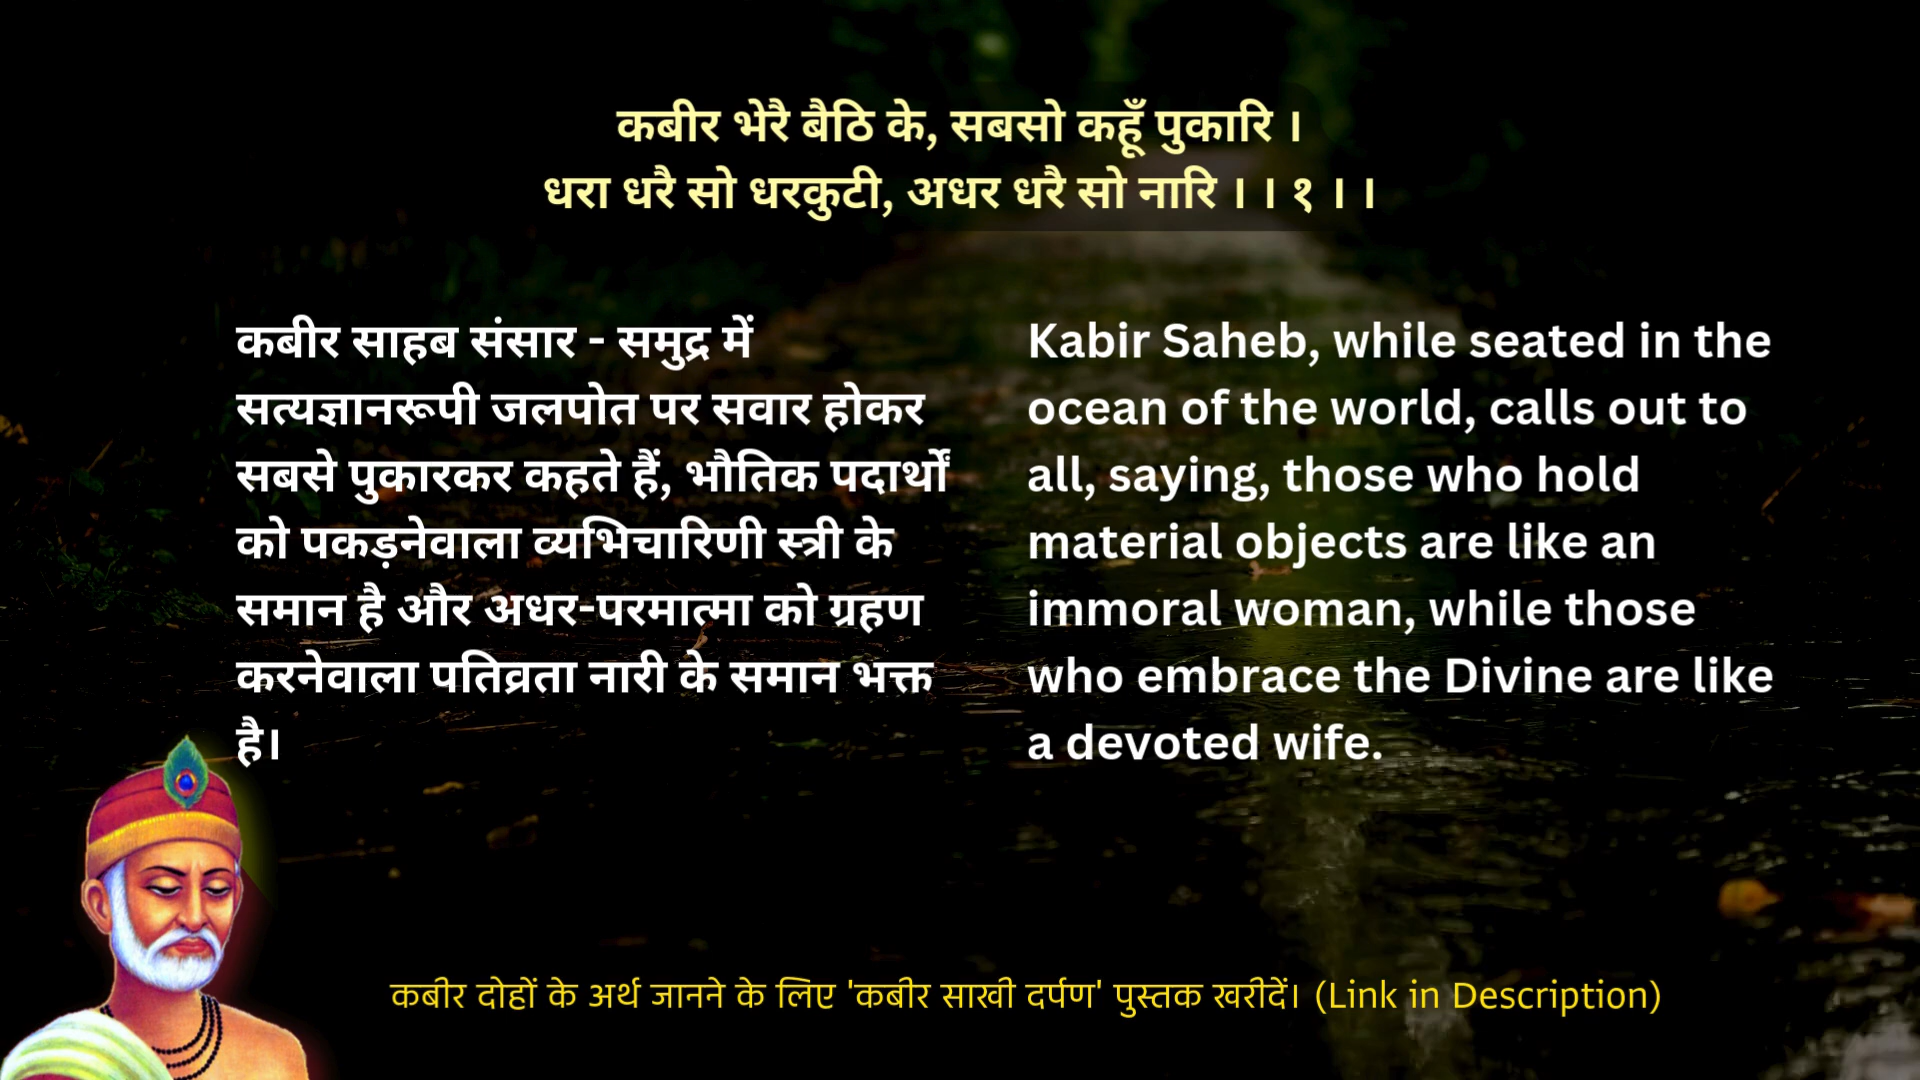 कबीर भेरै बैठि के, सबसो कहूँ पुकारि ।
धरा धरै सो धरकुटी, अधर धरै सो नारि । । १ । ।
कबीर साहब संसार - समुद्र में
सत्यज्ञानरूपी जलपोत पर सवार होकर
सबसे पुकारकर कहते हैं, भौतिक पदार्थों
को पकड़नेवाला व्यभिचारिणी स्त्री के
समान है और अधर-परमात्मा को ग्रहण
करनेवाला पतिव्रता नारी के समान भक्त
है।
Kabir Saheb, while seated in the
ocean of the world, calls out to
all, saying, those who hold
material objects are like an
immoral woman, while those
who embrace the Divine are like
a devoted wife.
कबीर दोहों के अर्थ जानने के लिए 'कबीर साखी दर्पण' पुस्तक खरीदें। (Link in Description)